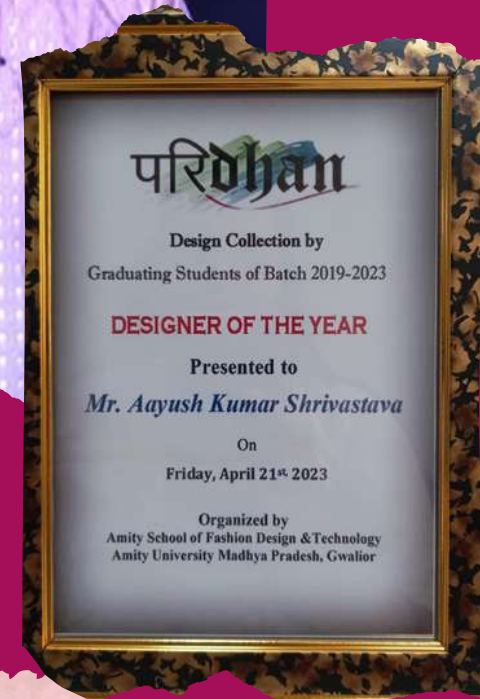 परिdhan
Design Collection by
Graduating Students of Batch 2019-2023
DESIGNER OF THE YEAR
Presented to
Mr. Aayush Kumar Shrivastava
On
Friday, April 21st, 2023
Organized by
Amity School of Fashion Design &Technology
Amity University Madhya Pradesh, Gwalior